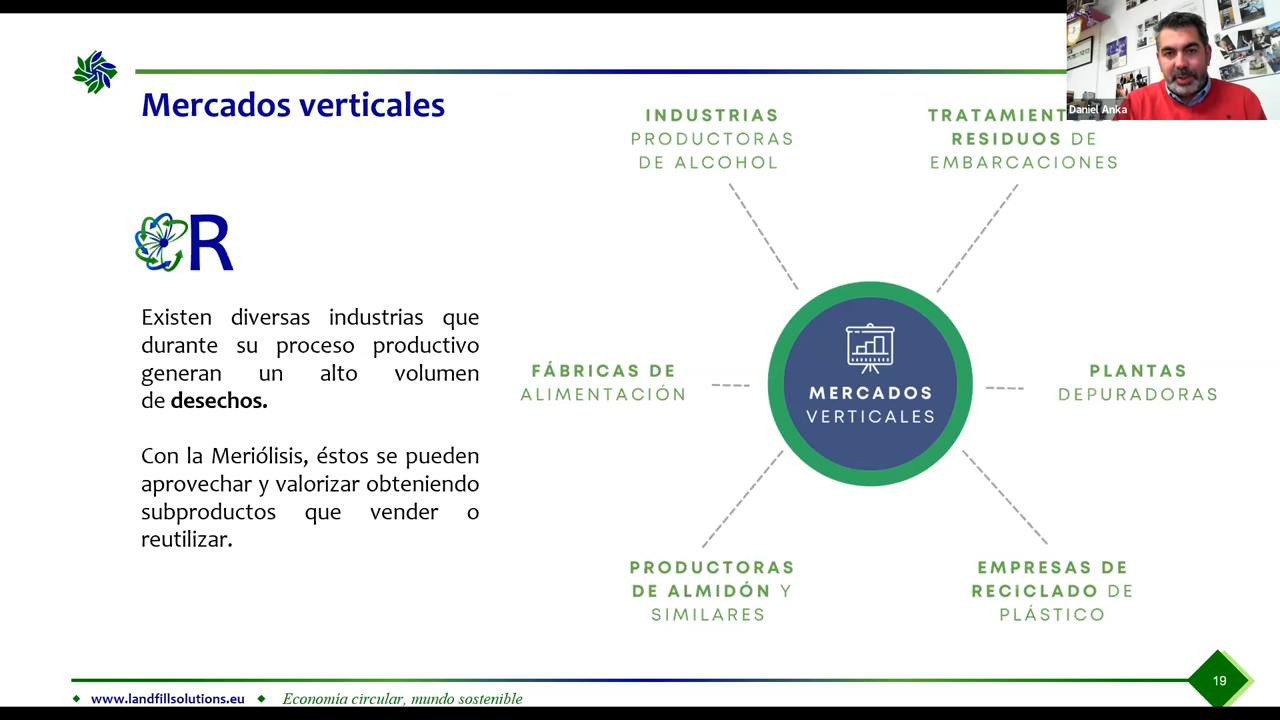 Mercados verticales
R
Existen diversas industrias que
durante su proceso productivo
generan un alto volumen
de desechos.
Con la Meriólisis, éstos se pueden
aprovechar y valorizar obteniendo
subproductos que vender o
reutilizar.
INDUSTRIAS
PRODUCTORAS
DE ALCOHOL
TRATAMIENT
RESIDUOS DE
EMBARCACIONES
FÁBRICAS DE
ALIMENTACIÓN
MERCADOS
VERTICALES
PLANTAS
DEPURADORAS
PRODUCTORAS
DE ALMIDÓN Y
SIMILARES
EMPRESAS DE
RECICLADO DE
PLÁSTICO
Daniel Anka
www.landfillsolutions.eu
Economía circular, mundo sostenible
19